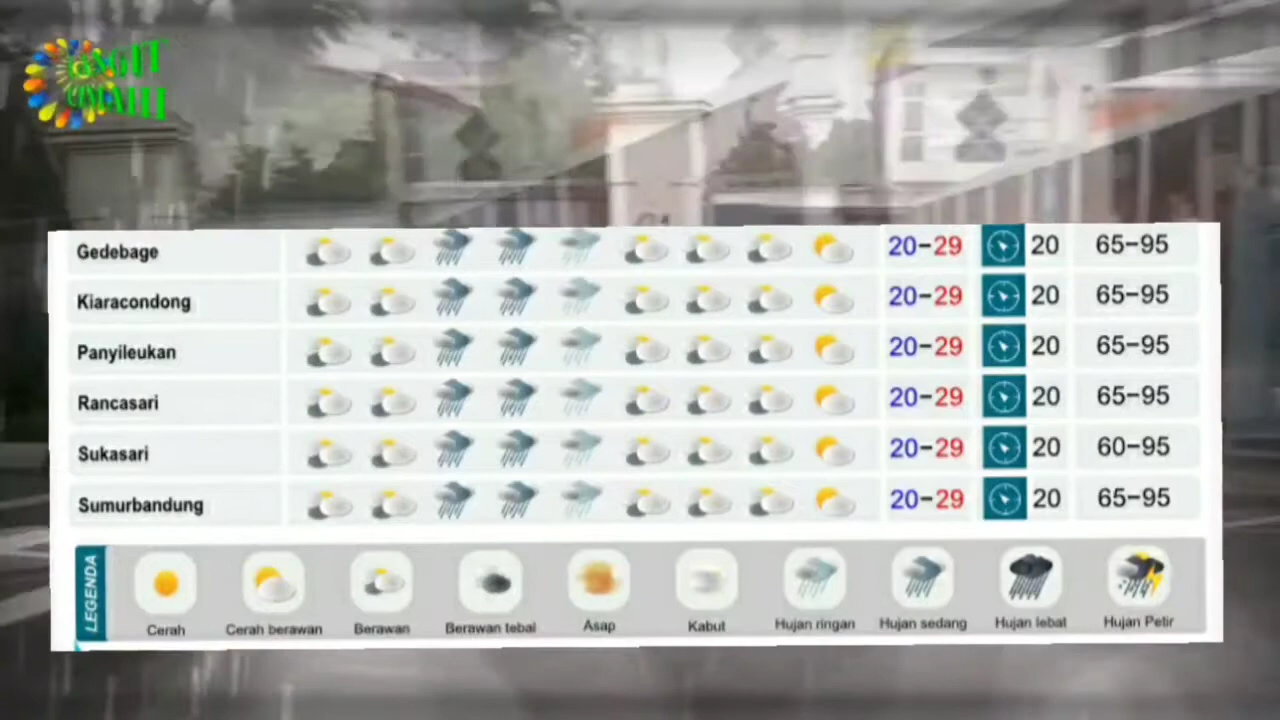 LANGIT
CIMAHI
Gedebage 20-29 20 65-95
Kiaracondong 20-29 20 65-95
Panyileukan 20-29 20 65-95
Rancasari 20-29 20 65-95
Sukasari 20-29 20 60-95
Sumurbandung 20-29 20 65-95
LEGENDA
Cerah Cerah berawan Berawan Berawan tebal Asap Kabut Hujan ringan Hujan sedang Hujan lebat Hujan Petir